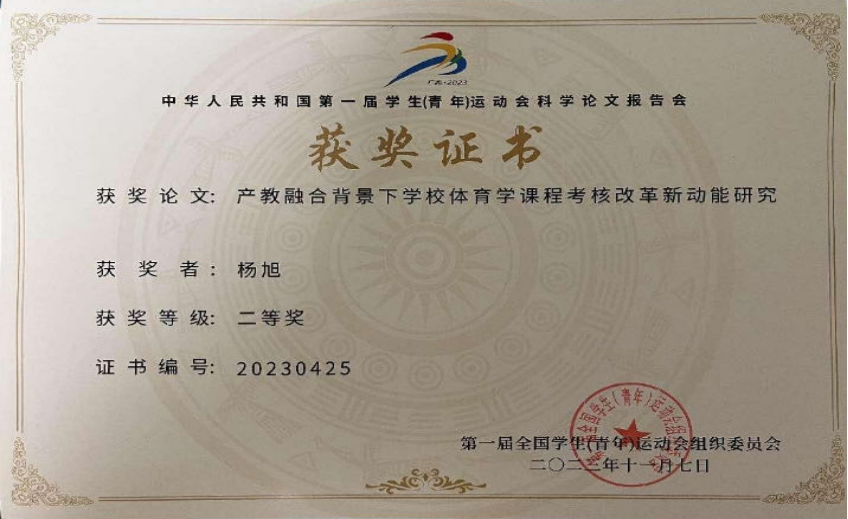 广西·2023
中华人民共和国第一届学生(青年)运动会科学论文报告会
获奖证书
获奖论文: 产教融合背景下学校体育学课程考核改革新动能研究
获奖者: 杨旭
获奖等级: 二等奖
证书编号: 20230425
第一届全国学生(青年)运动会组织委员会
二〇二三年十一月七日